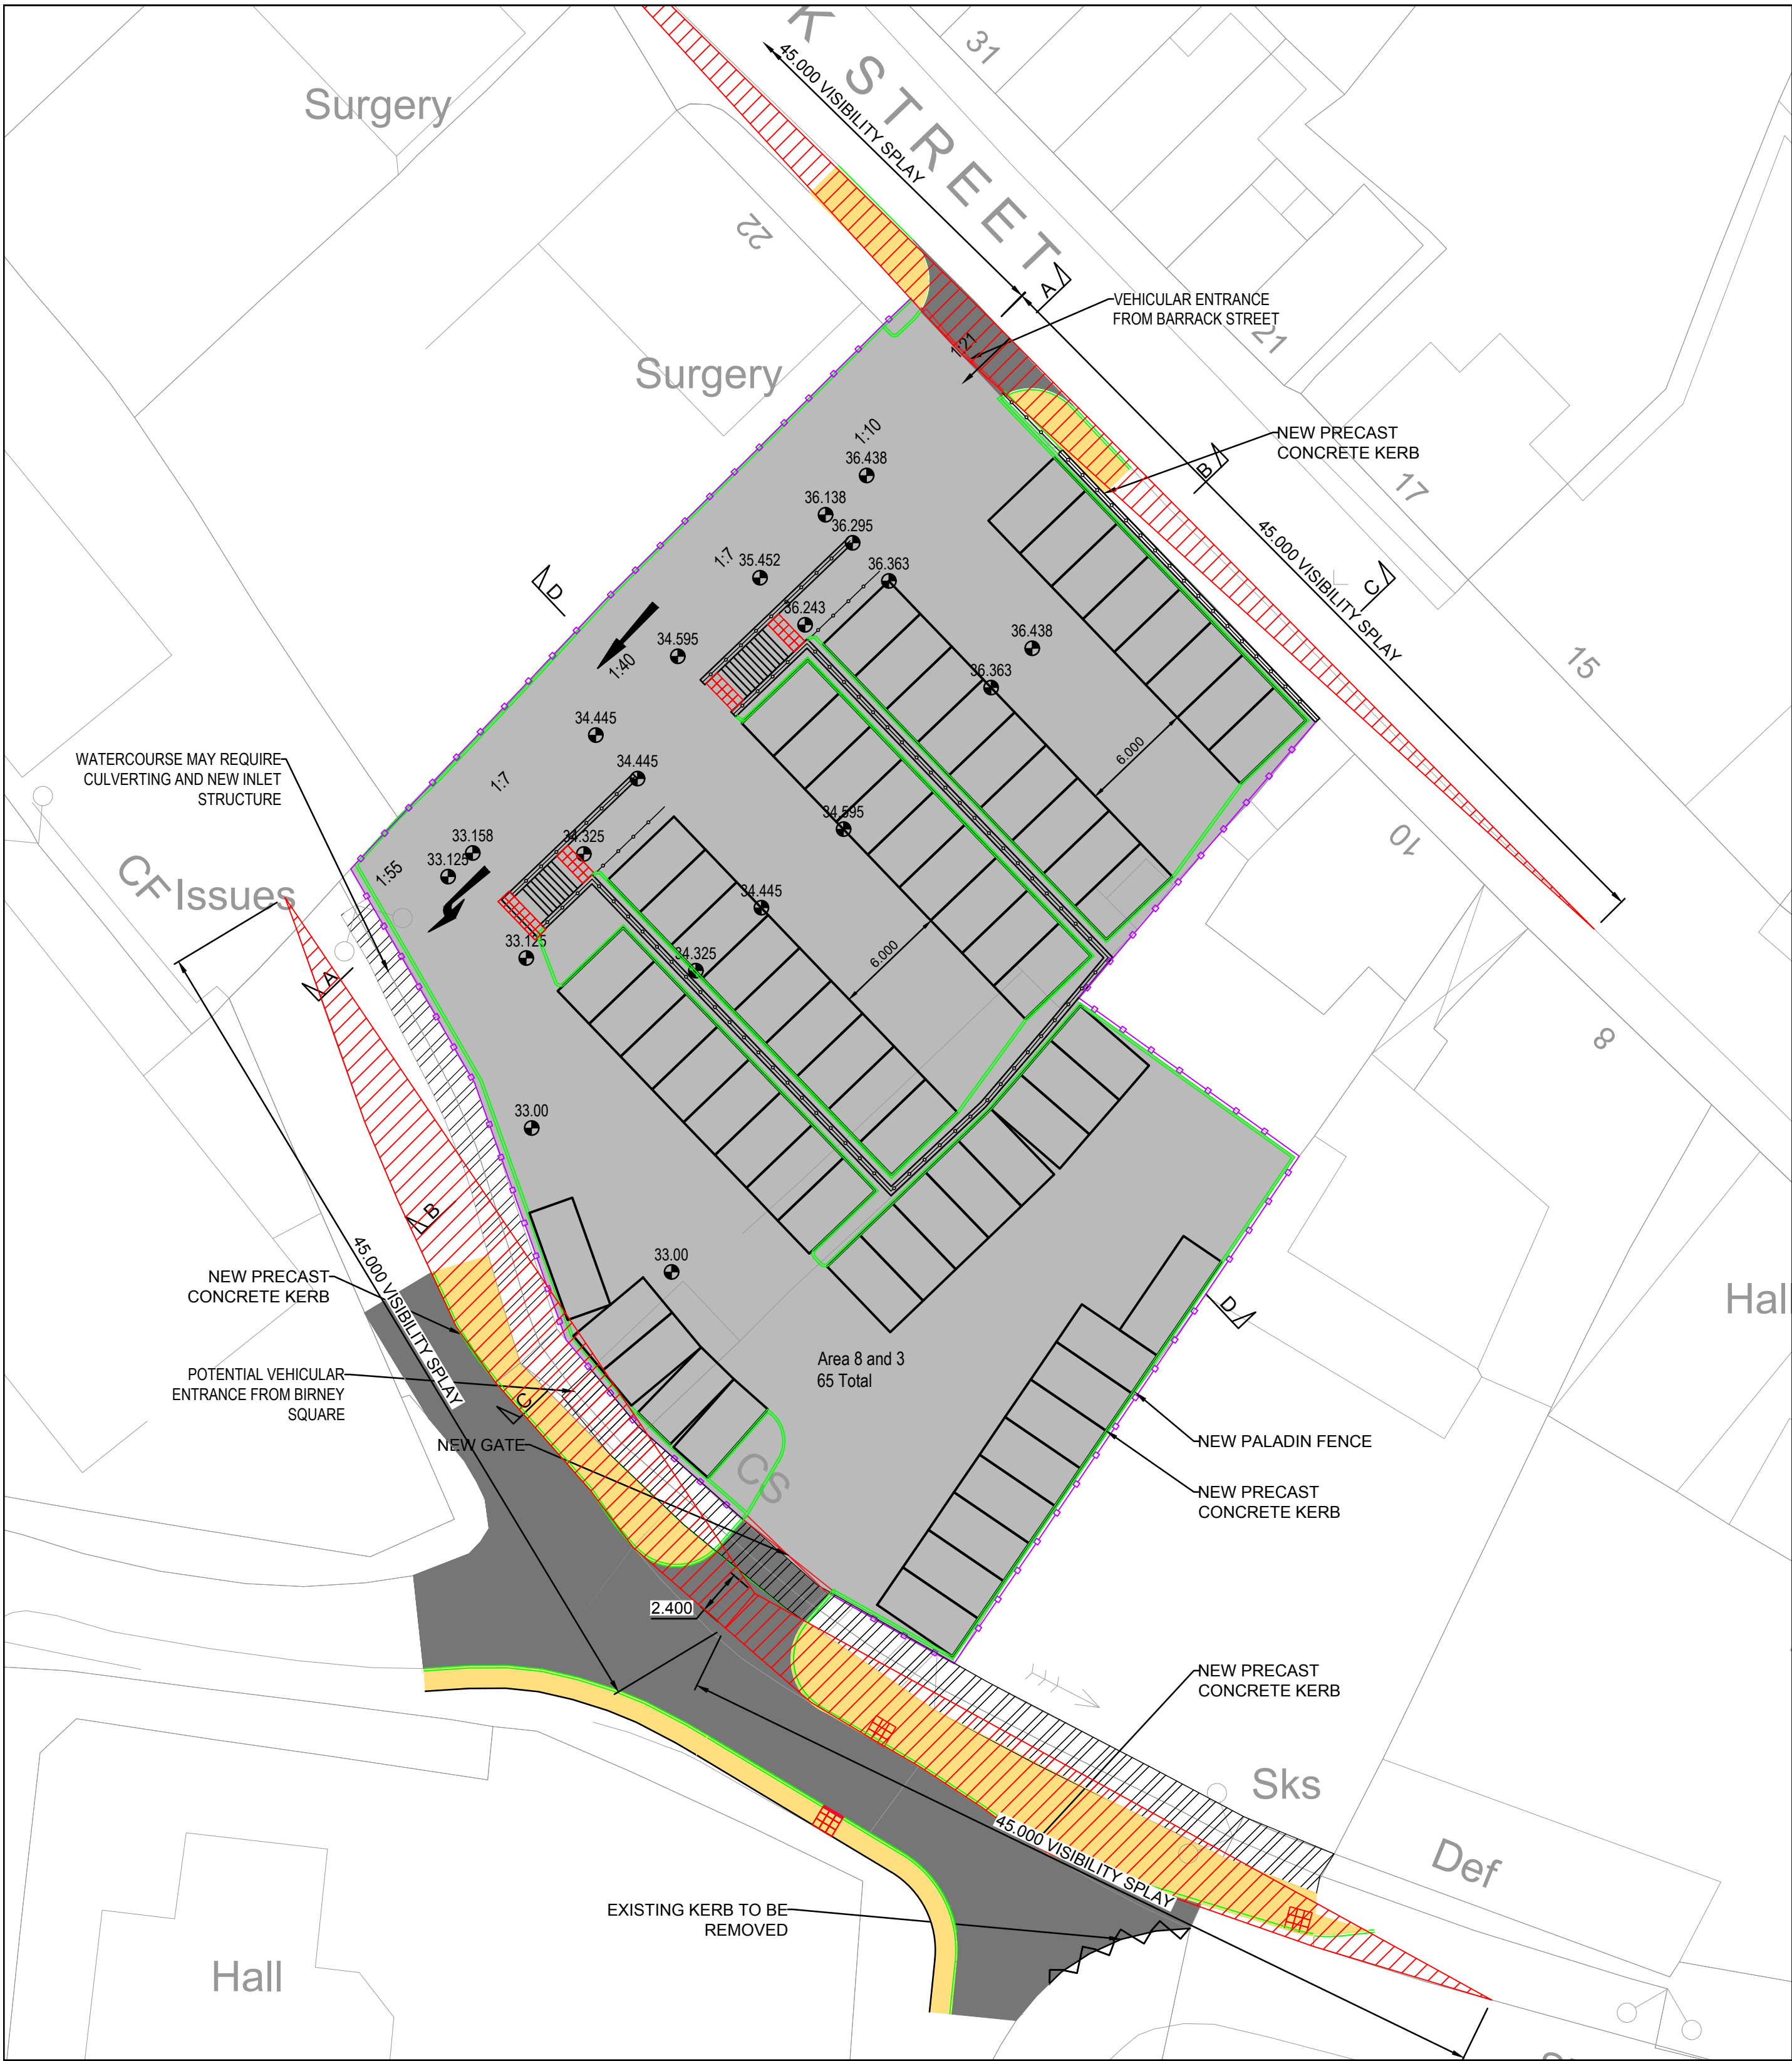 K STREET
31
45.000 VISIBILITY SPLAY
Surgery
22
A
VEHICULAR ENTRANCE
FROM BARRACK STREET
21
1:21
Surgery
NEW PRECAST
CONCRETE KERB
1:10
36.438
B
17
36.138
36.295
45.000 VISIBILITY SPLAY
1:7
35.452
36.363
C
D
36.243
34.595
36.438
15
1:40
36.363
34.445
6.000
WATERCOURSE MAY REQUIRE
CULVERTING AND NEW INLET
STRUCTURE
34.445
1:7
34.595
10
33.158
34.325
33.125
1:55
CF
Issues
34.445
33.125
6.000
34.325
A
8
33.00
B
45.000 VISIBILITY SPLAY
33.00
NEW PRECAST
CONCRETE KERB
D
Hal
Area 8 and 3
65 Total
POTENTIAL VEHICULAR
ENTRANCE FROM BIRNEY
SQUARE
C
NEW GATE
CS
NEW PALADIN FENCE
NEW PRECAST
CONCRETE KERB
2.400
NEW PRECAST
CONCRETE KERB
Sks
45.000 VISIBILITY SPLAY
Def
EXISTING KERB TO BE
REMOVED
Hall